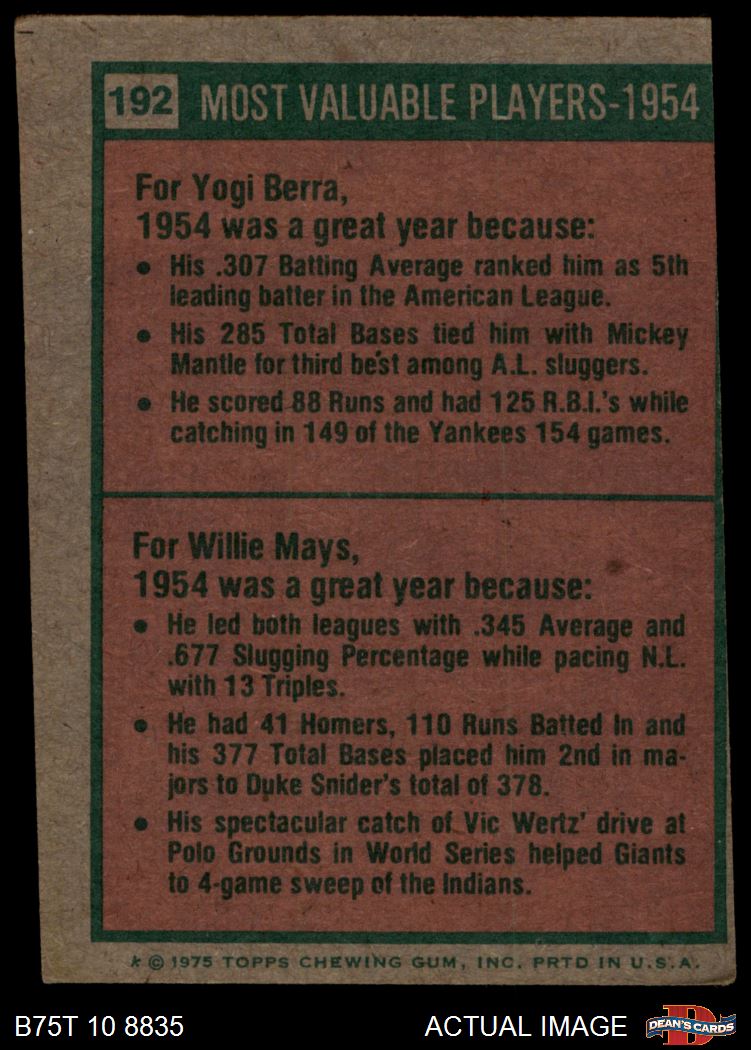 192 MOST VALUABLE PLAYERS-1954
For Yogi Berra,
1954 was a great year because:
• His .307 Batting Average ranked him as 5th
leading batter in the American League.
• His 285 Total Bases tied him with Mickey
Mantle for third best among A.L. sluggers.
• He scored 88 Runs and had 125 R.B.I.'s while
catching in 149 of the Yankees 154 games.
For Willie Mays,
1954 was a great year because:
• He led both leagues with .345 Average and
.677 Slugging Percentage while pacing N.L.
with 13 Triples.
• He had 41 Homers, 110 Runs Batted In and
his 377 Total Bases placed him 2nd in ma-
jors to Duke Snider's total of 378.
• His spectacular catch of Vic Wertz' drive at
Polo Grounds in World Series helped Giants
to 4-game sweep of the Indians.
* © 1975 TOPPS CHEWING GUM, INC. PRTD IN U.S.A.
B75T 10 8835 ACTUAL IMAGE D DEAN'S CARDS